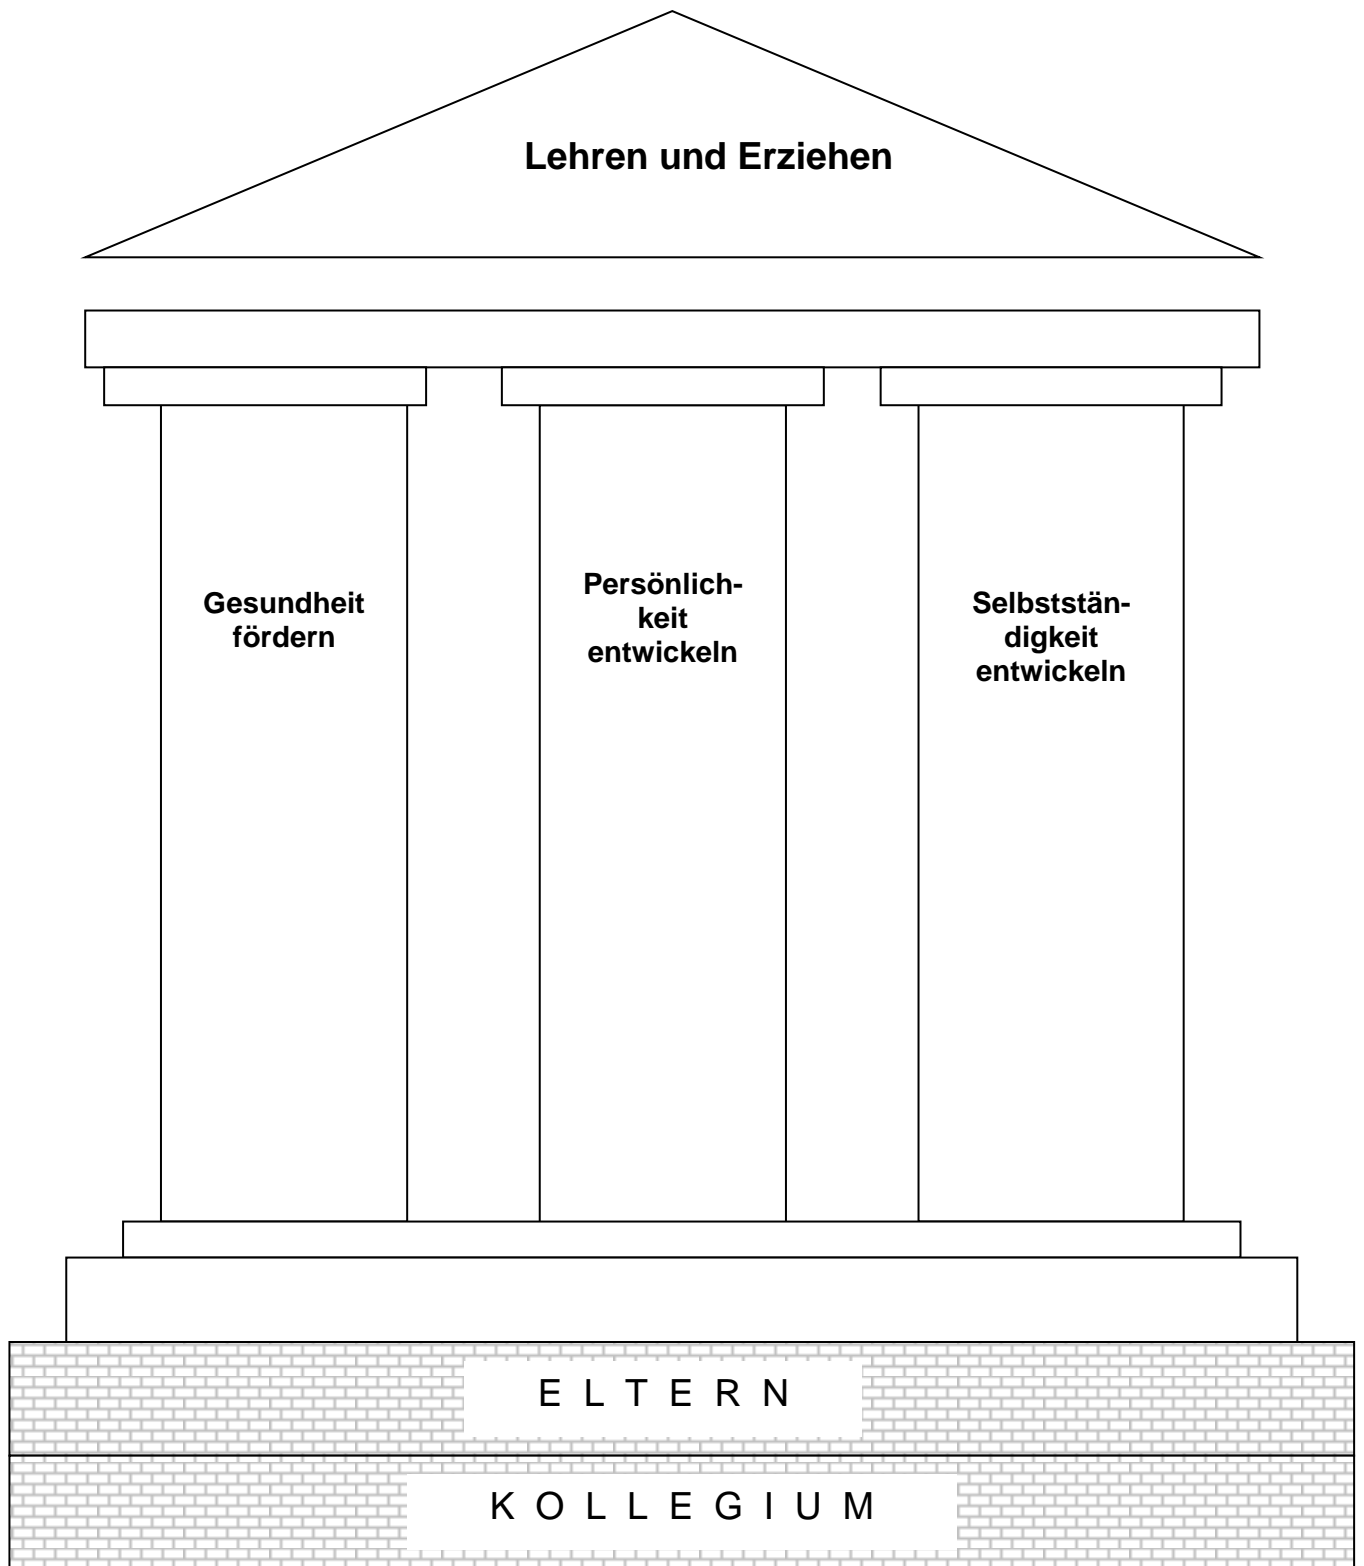 Lehren und Erziehen
Gesundheit
fördern
Persönlich-
keit
entwickeln
Selbststän-
digkeit
entwickeln
E L T E R N
K O L L E G I U M